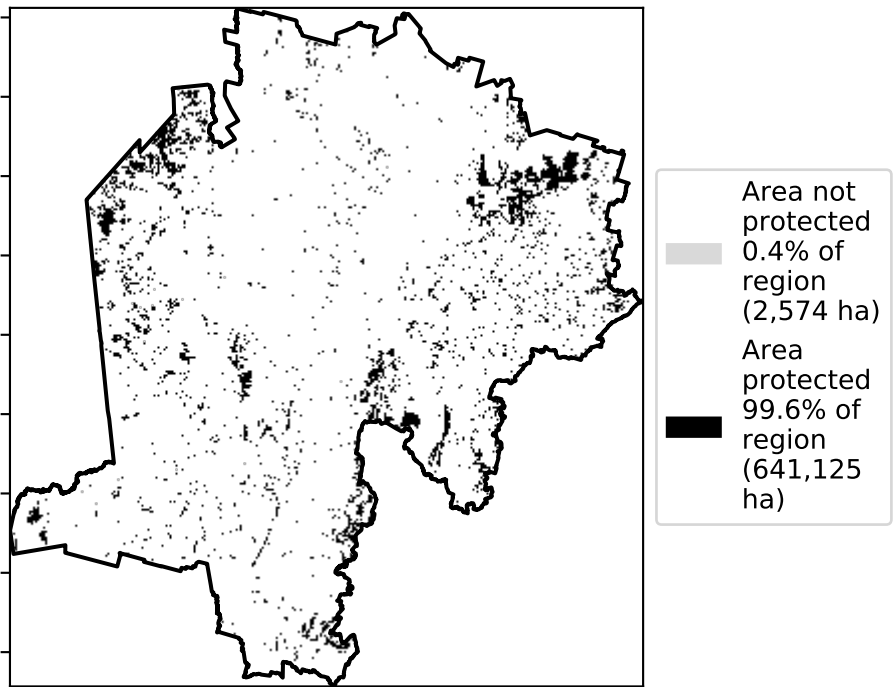 Area not
protected
0.4% of
region
(2,574 ha)
Area
protected
99.6% of
region
(641,125
ha)